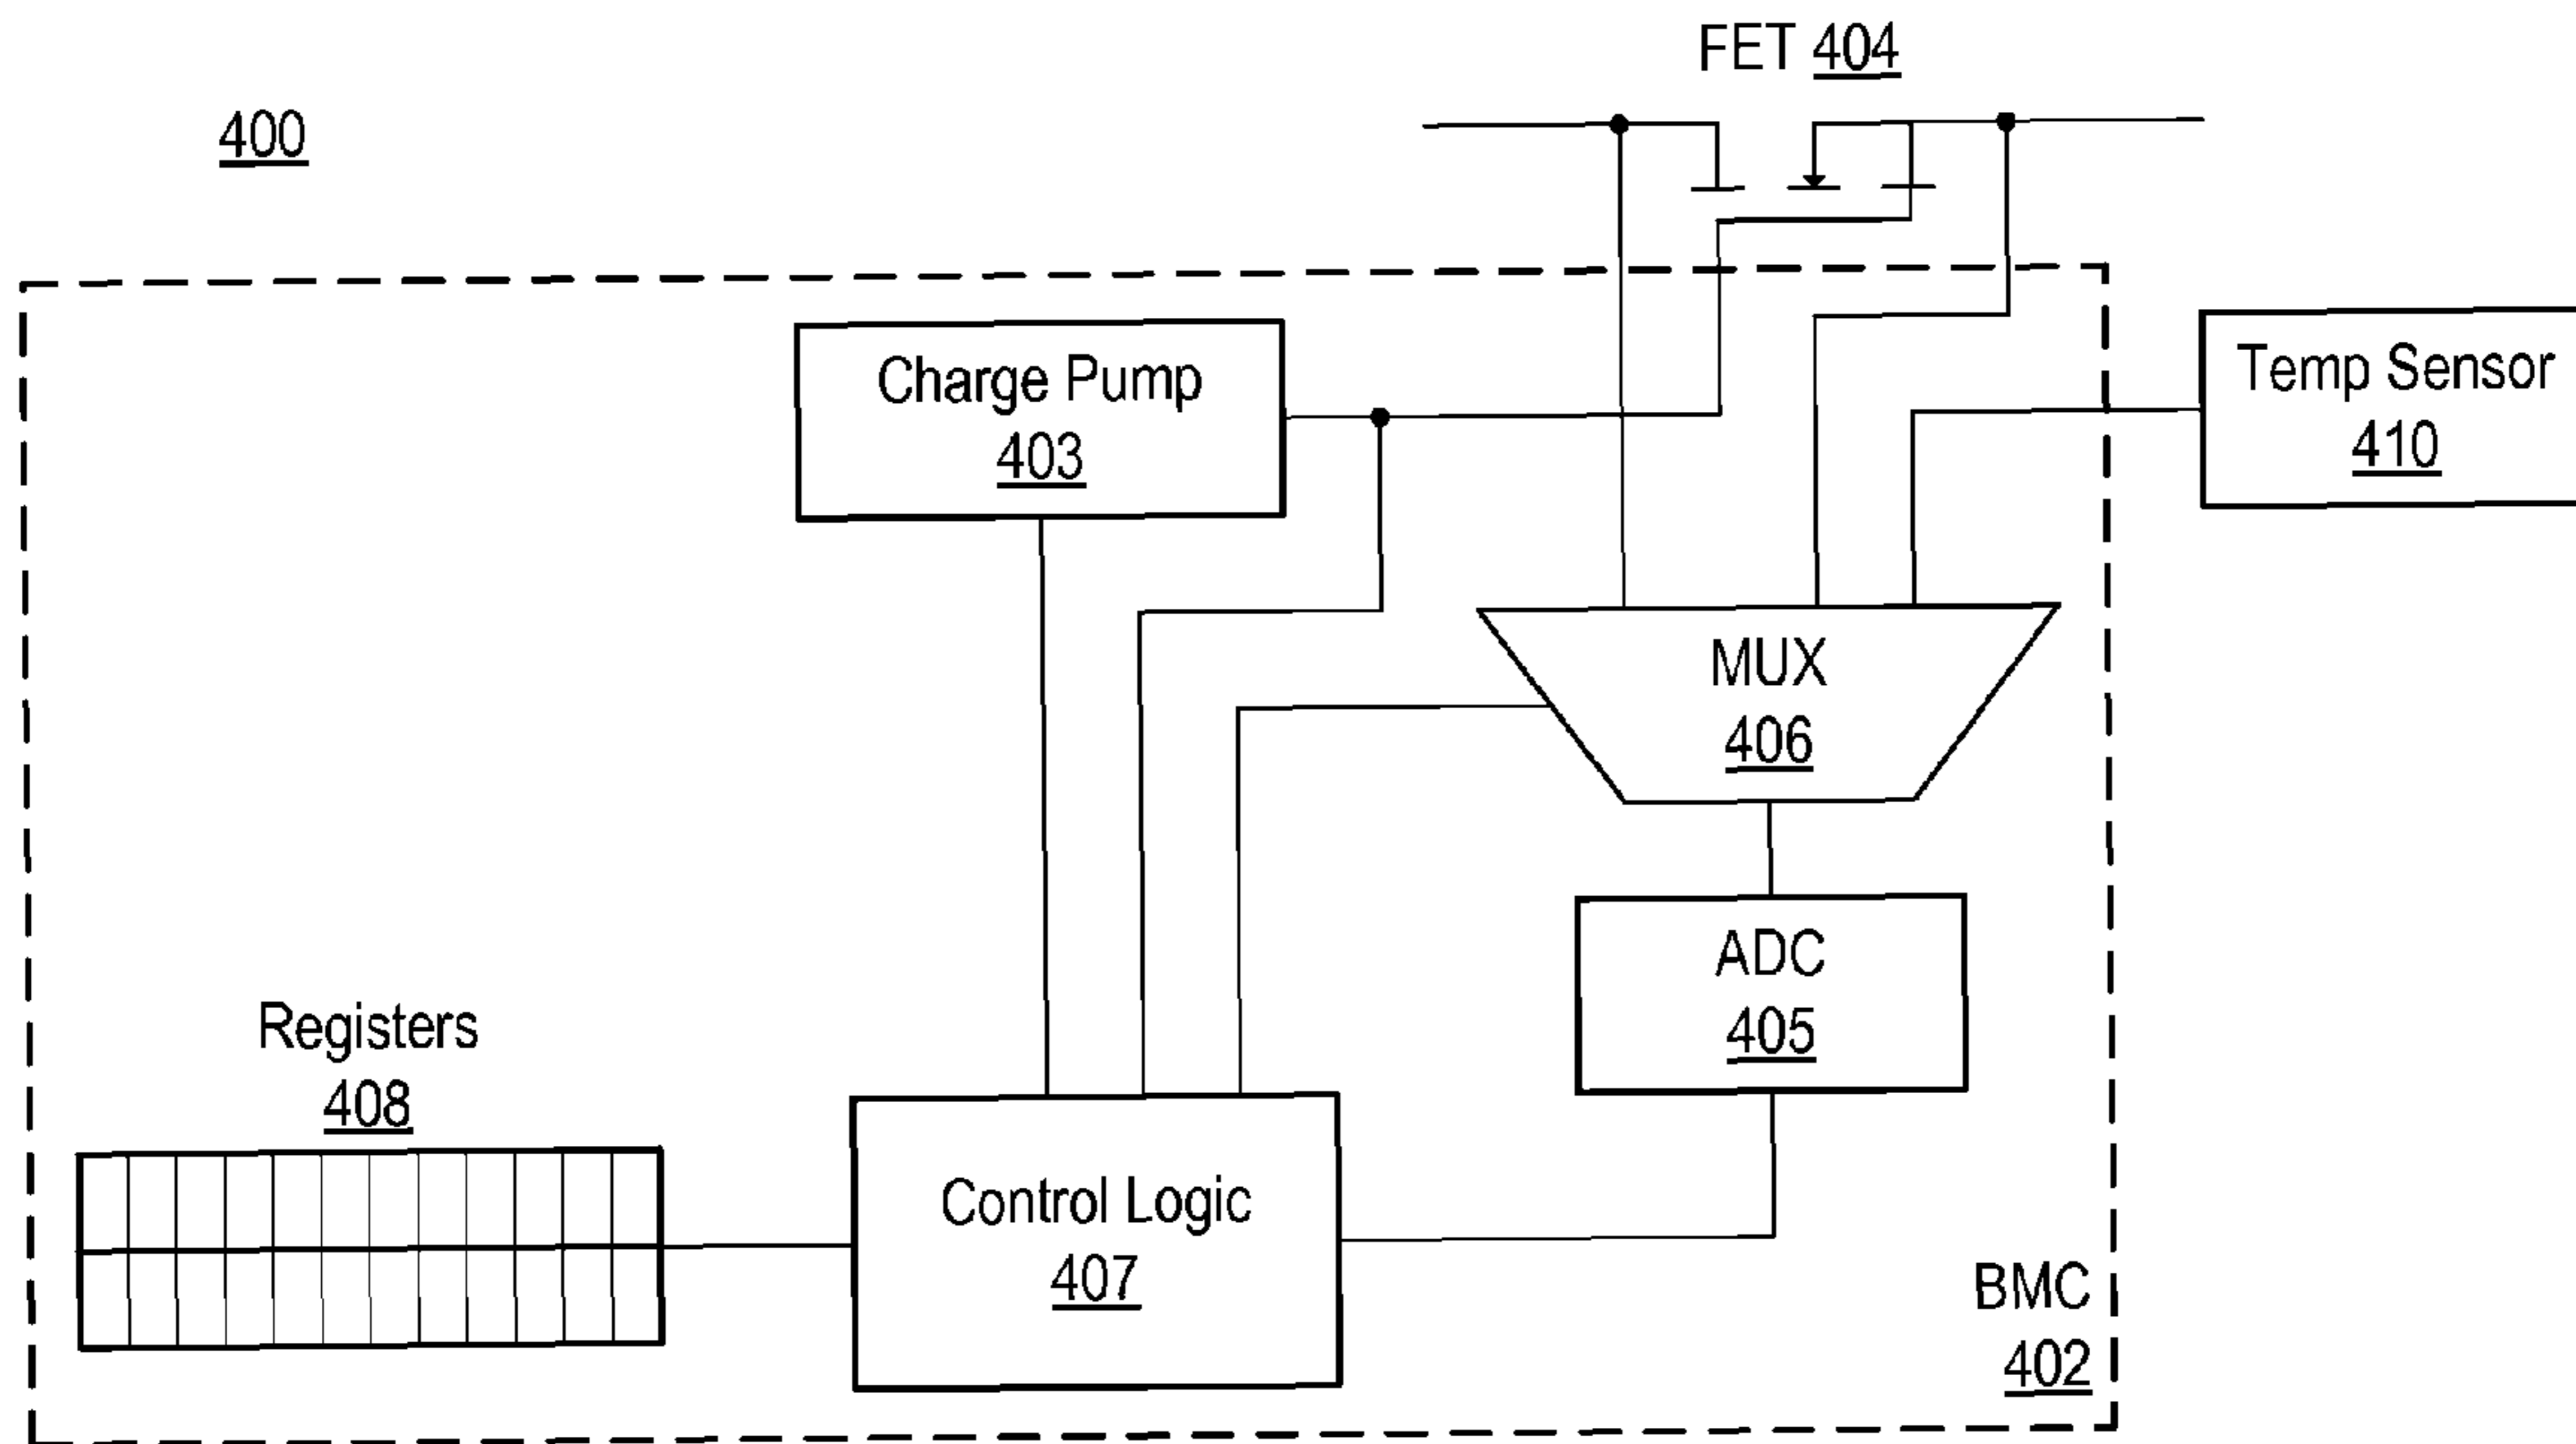 FET 404
400
Charge Pump
403
Temp Sensor
410
MUX
406
ADC
405
Registers
408
Control Logic
407
BMC
402